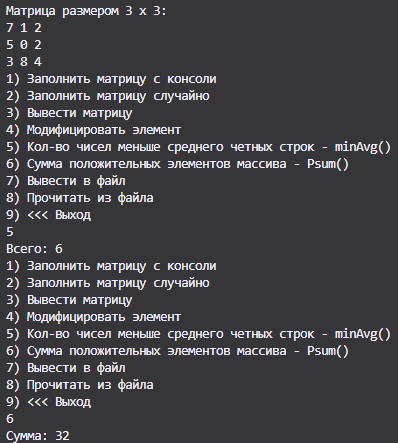 Матрица размером 3 x 3:
7 1 2
5 0 2
3 8 4
1) Заполнить матрицу с консоли
2) Заполнить матрицу случайно
3) Вывести матрицу
4) Модифицировать элемент
5) Кол-во чисел меньше среднего четных строк - minAvg()
6) Сумма положительных элементов массива - Psum()
7) Вывести в файл
8) Прочитать из файла
9) <<< Выход
5
Всего: 6
1) Заполнить матрицу с консоли
2) Заполнить матрицу случайно
3) Вывести матрицу
4) Модифицировать элемент
5) Кол-во чисел меньше среднего четных строк - minAvg()
6) Сумма положительных элементов массива - Psum()
7) Вывести в файл
8) Прочитать из файла
9) <<< Выход
6
Сумма: 32